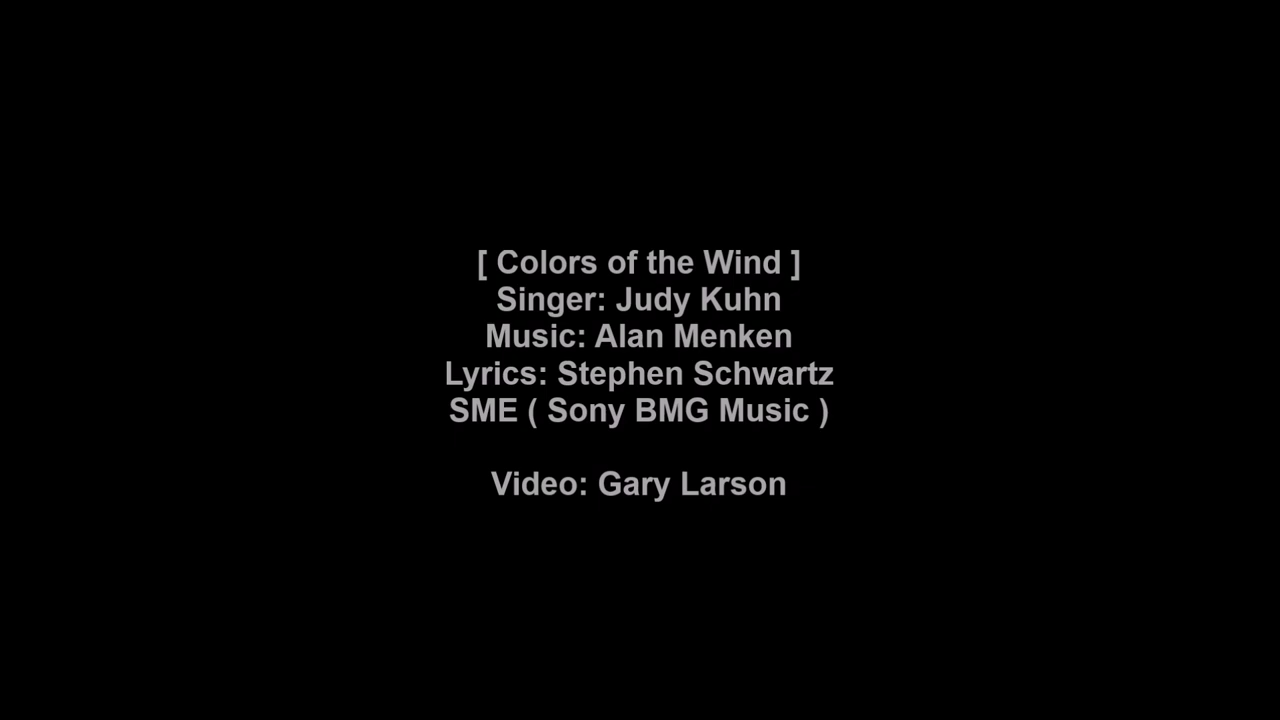 [ Colors of the Wind ]
Singer: Judy Kuhn
Music: Alan Menken
Lyrics: Stephen Schwartz
SME ( Sony BMG Music )
Video: Gary Larson